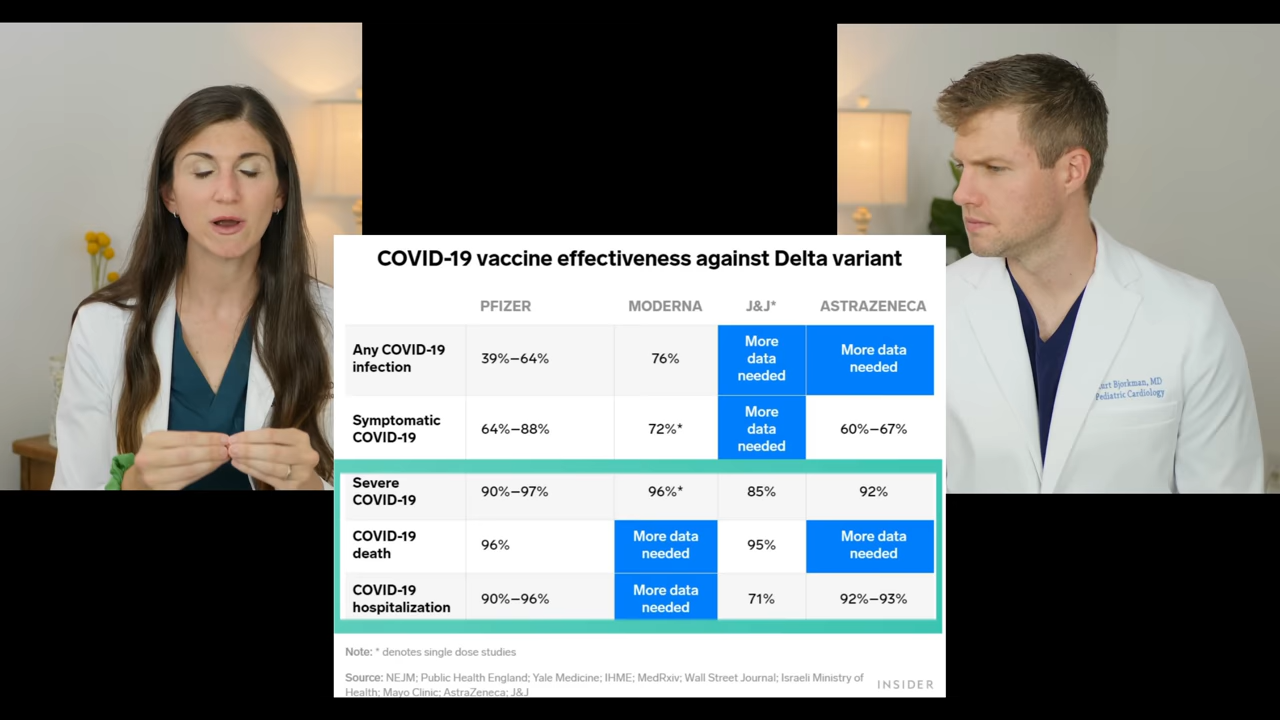 COVID-19 vaccine effectiveness against Delta variant
PFIZER MODERNA J&J* ASTRAZENECA
Any COVID-19
infection
39%–64%
76%
More
data
needed
More data
needed
Symptomatic
COVID-19
64%–88%
72%*
More
data
needed
60%–67%
Severe
COVID-19
90%–97%
96%*
85%
92%
COVID-19
death
96%
More data
needed
95%
More data
needed
COVID-19
hospitalization
90%–96%
More data
needed
71%
92%–93%
Note: * denotes single dose studies
Source: NEJM; Public Health England; Yale Medicine; IHME; MedRxiv; Wall Street Journal; Israeli Ministry of
Health; Mayo Clinic; AstraZeneca; J&J
INSIDER
Bjorkman, MD
Pediatric Cardiology